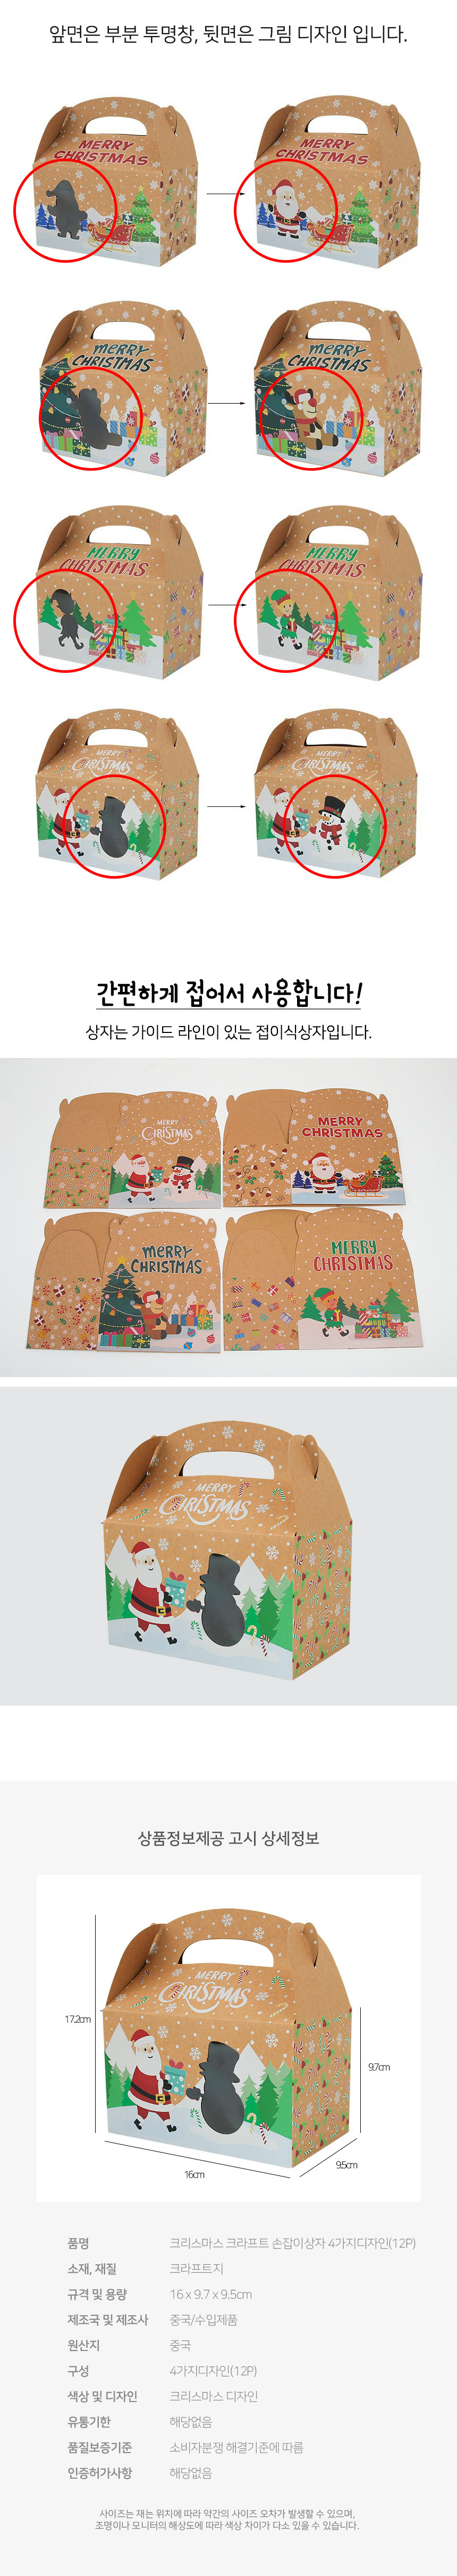 앞면은 부분 투명창, 뒷면은 그림 디자인 입니다.
MERRY
CHRISTMAS
MERRY
CHRISTMAS
MERRY
CHRISTMAS
MERRY
CHRISTMAS
MERRY
CHRISTMAS
MERRY
CHRISTMAS
MERRY
CHRISTMAS
MERRY
CHRISTMAS
간편하게 접어서 사용합니다!
상자는 가이드 라인이 있는 접이식상자입니다.
MERRY
CHRISTMAS
MERRY
CHRISTMAS
MERRY
CHRISTMAS
MERRY
CHRISTMAS
MERRY
CHRISTMAS
상품정보제공 고시 상세정보
MERRY
CHRISTMAS
17.2cm
9.7cm
9.5cm
16cm
품명 크리스마스 크라프트 손잡이상자 4가지디자인(12P)
소재, 재질 크라프트지
규격 및 용량 16 x 9.7 x 9.5cm
제조국 및 제조사 중국/수입제품
원산지 중국
구성 4가지디자인(12P)
색상 및 디자인 크리스마스 디자인
유통기한 해당없음
품질보증기준 소비자분쟁 해결기준에 따름
인증허가사항 해당없음
사이즈는 재는 위치에 따라 약간의 사이즈 오차가 발생할 수 있으며,
조명이나 모니터의 해상도에 따라 색상 차이가 다소 있을 수 있습니다.